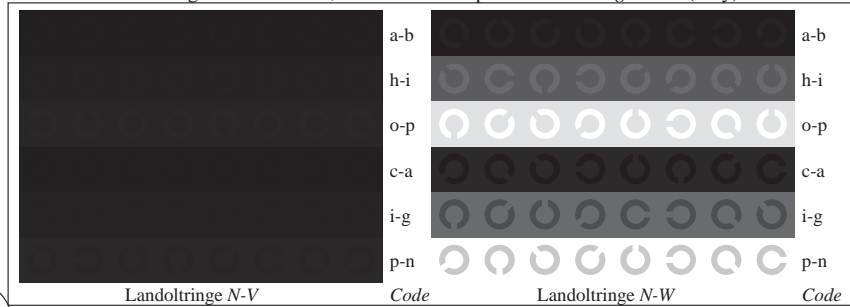 a-b a-b
h-i h-i
o-p o-p
c-a c-a
i-g i-g
p-n p-n
Landoltringe N-V Code Landoltringe N-W Code